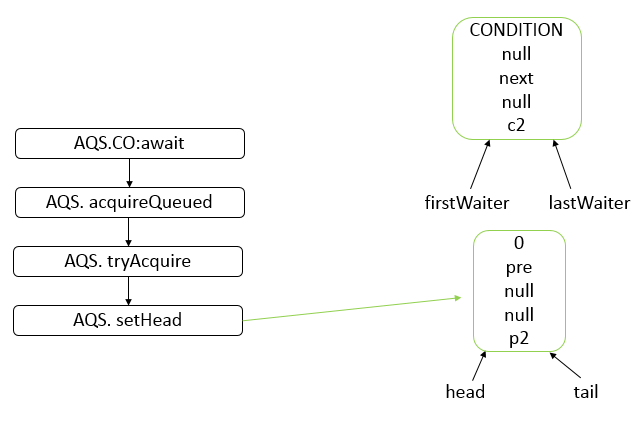 AQS.CO:await
AQS. acquireQueued
AQS. tryAcquire
AQS. setHead
CONDITION
null
next
null
c2
firstWaiter
lastWaiter
0
pre
null
null
p2
head
tail